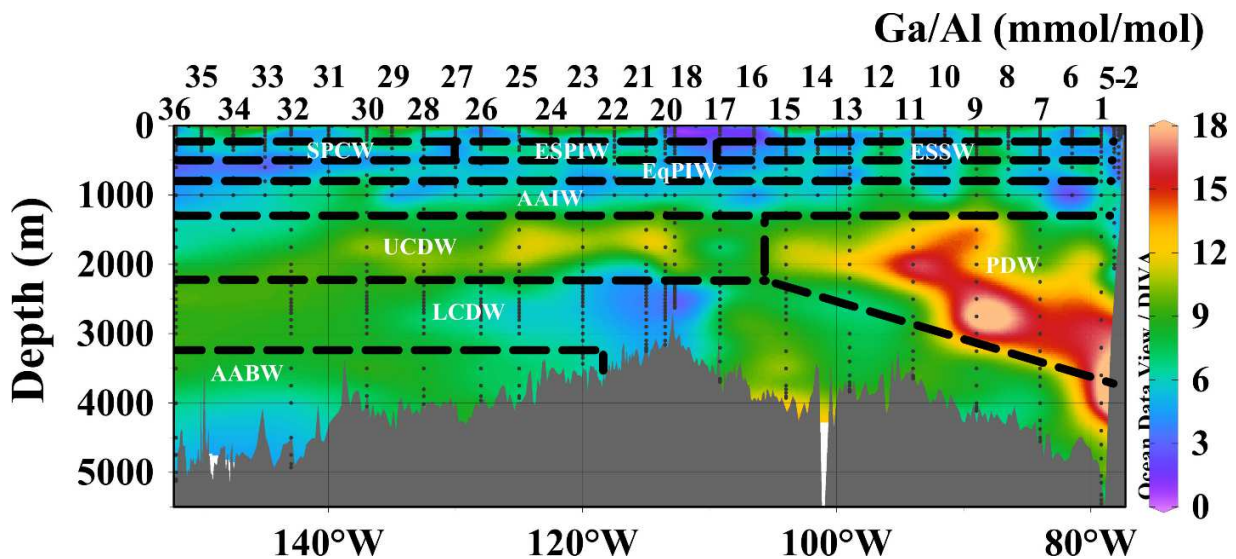 Ga/Al (mmol/mol)
35 33 31 29 27 25 23 21 18 16 14 12 10 8 6 5-2
36 34 32 30 28 26 24 22 20 17 15 13 11 9 7 1
0
1000
2000
3000
4000
5000
Depth (m)
SPCW ESPIW ESSW
EqPIW
AAIW
UCDW PDW
LCDW
AABW
18
15
12
9
6
3
0
Ocean Data View / DIVA
140°W 120°W 100°W 80°W